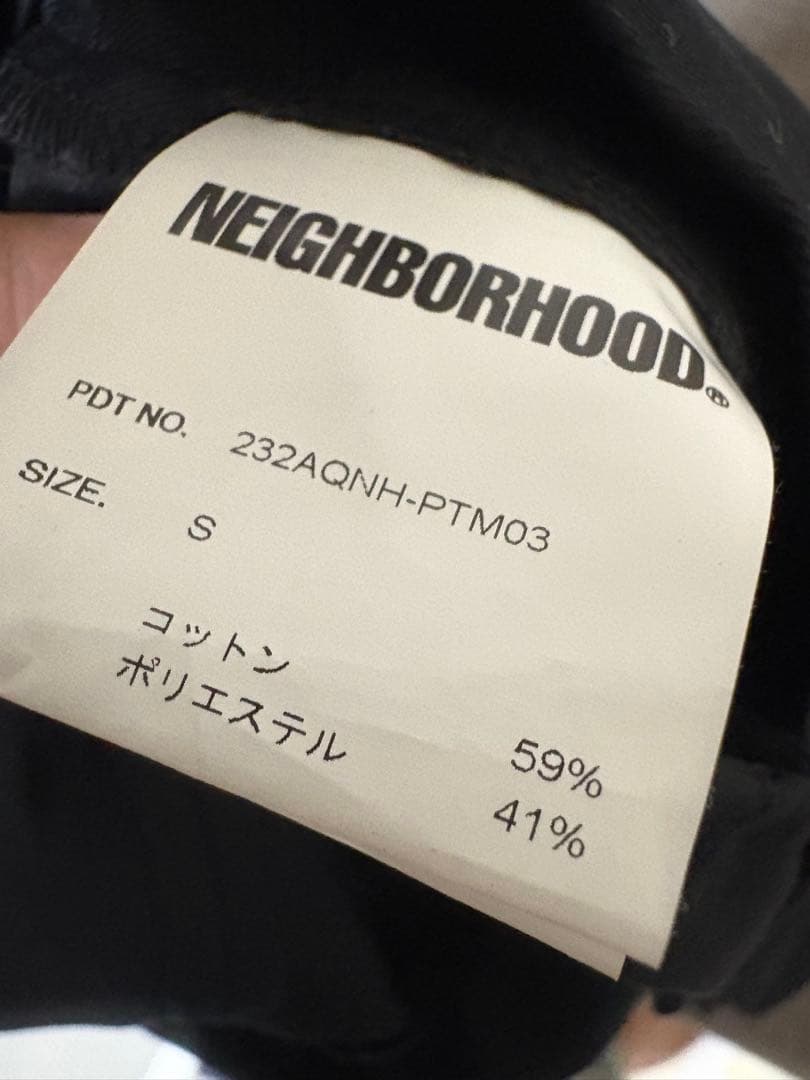 NEIGHBORHOOD®
PDT NO. 232AQNH-PTM03
SIZE. S
コットン 59%
ポリエステル 41%